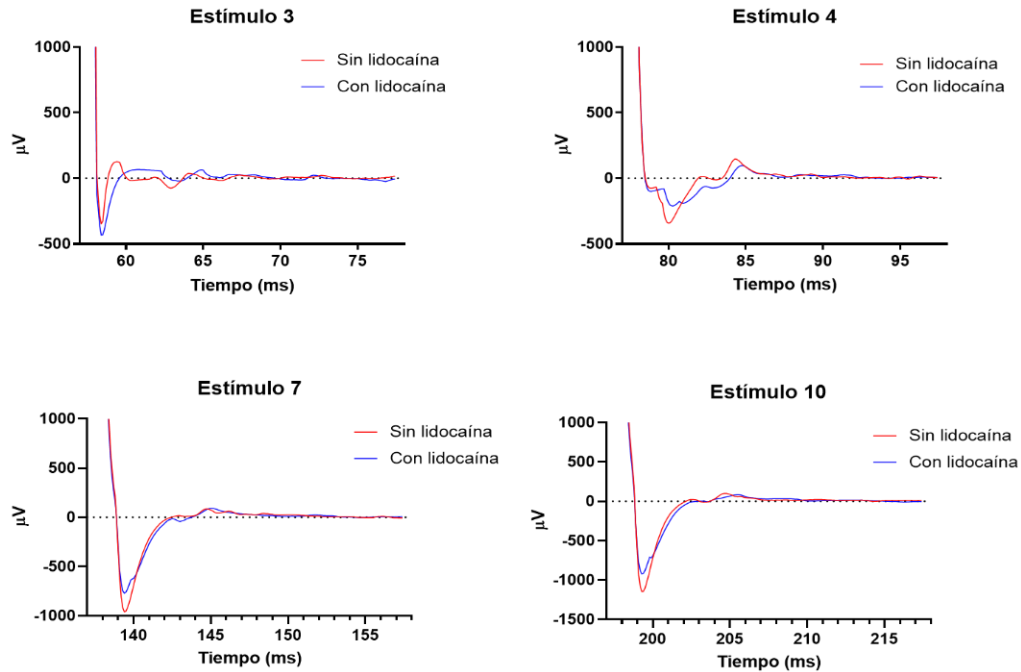 Estímulo 3
Sin lidocaína
Con lidocaína
1000
500
0
-500
µV
60 65 70 75
Tiempo (ms)
Estímulo 4
Sin lidocaína
Con lidocaína
1000
500
0
-500
µV
80 85 90 95
Tiempo (ms)
Estímulo 7
Sin lidocaína
Con lidocaína
1000
500
0
-500
-1000
µV
140 145 150 155
Tiempo (ms)
Estímulo 10
Sin lidocaína
Con lidocaína
1000
500
0
-500
-1000
-1500
µV
200 205 210 215
Tiempo (ms)